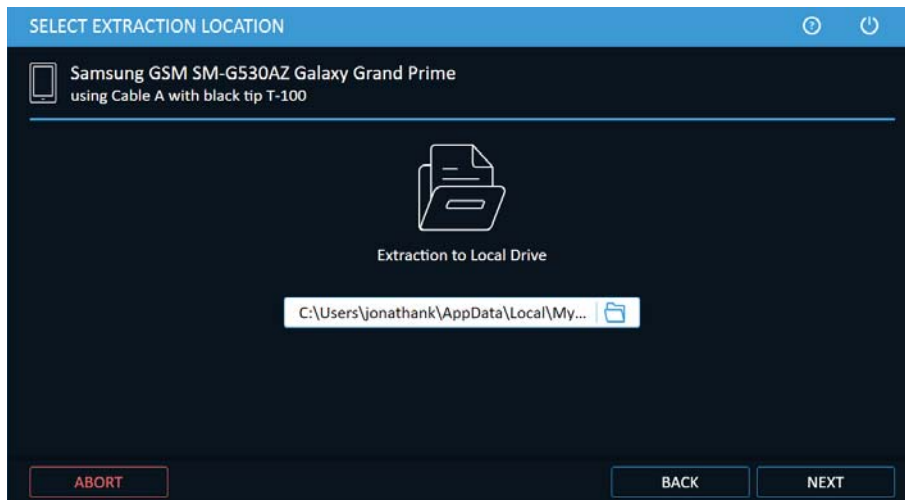 SELECT EXTRACTION LOCATION
Samsung GSM SM-G530AZ Galaxy Grand Prime
using Cable A with black tip T-100
Extraction to Local Drive
C:\Users\jonathank\AppData\Local\My...
ABORT
BACK
NEXT